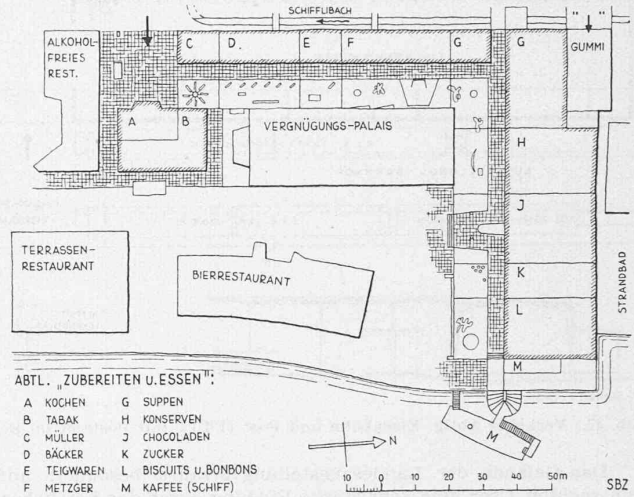 SCHIFFLIBACH
" "
ALKOHOL-
FREIES
REST.
C D. E F G G
GUMMI
A B
VERGNÜGUNGS-PALAIS
H
J
TERRASSEN-
RESTAURANT
BIERRESTAURANT
K
L
STRANDBAD
M
M
ABTL. „ZUBEREITEN U. ESSEN":
A KOCHEN G SUPPEN
B TABAK H KONSERVEN
C MÜLLER J CHOCOLADEN
D BÄCKER K ZUCKER
E TEIGWAREN L BISCUITS U. BONBONS
F METZGER M KAFFEE (SCHIFF)
N
10 0 10 20 30 40 50 m
SBZ